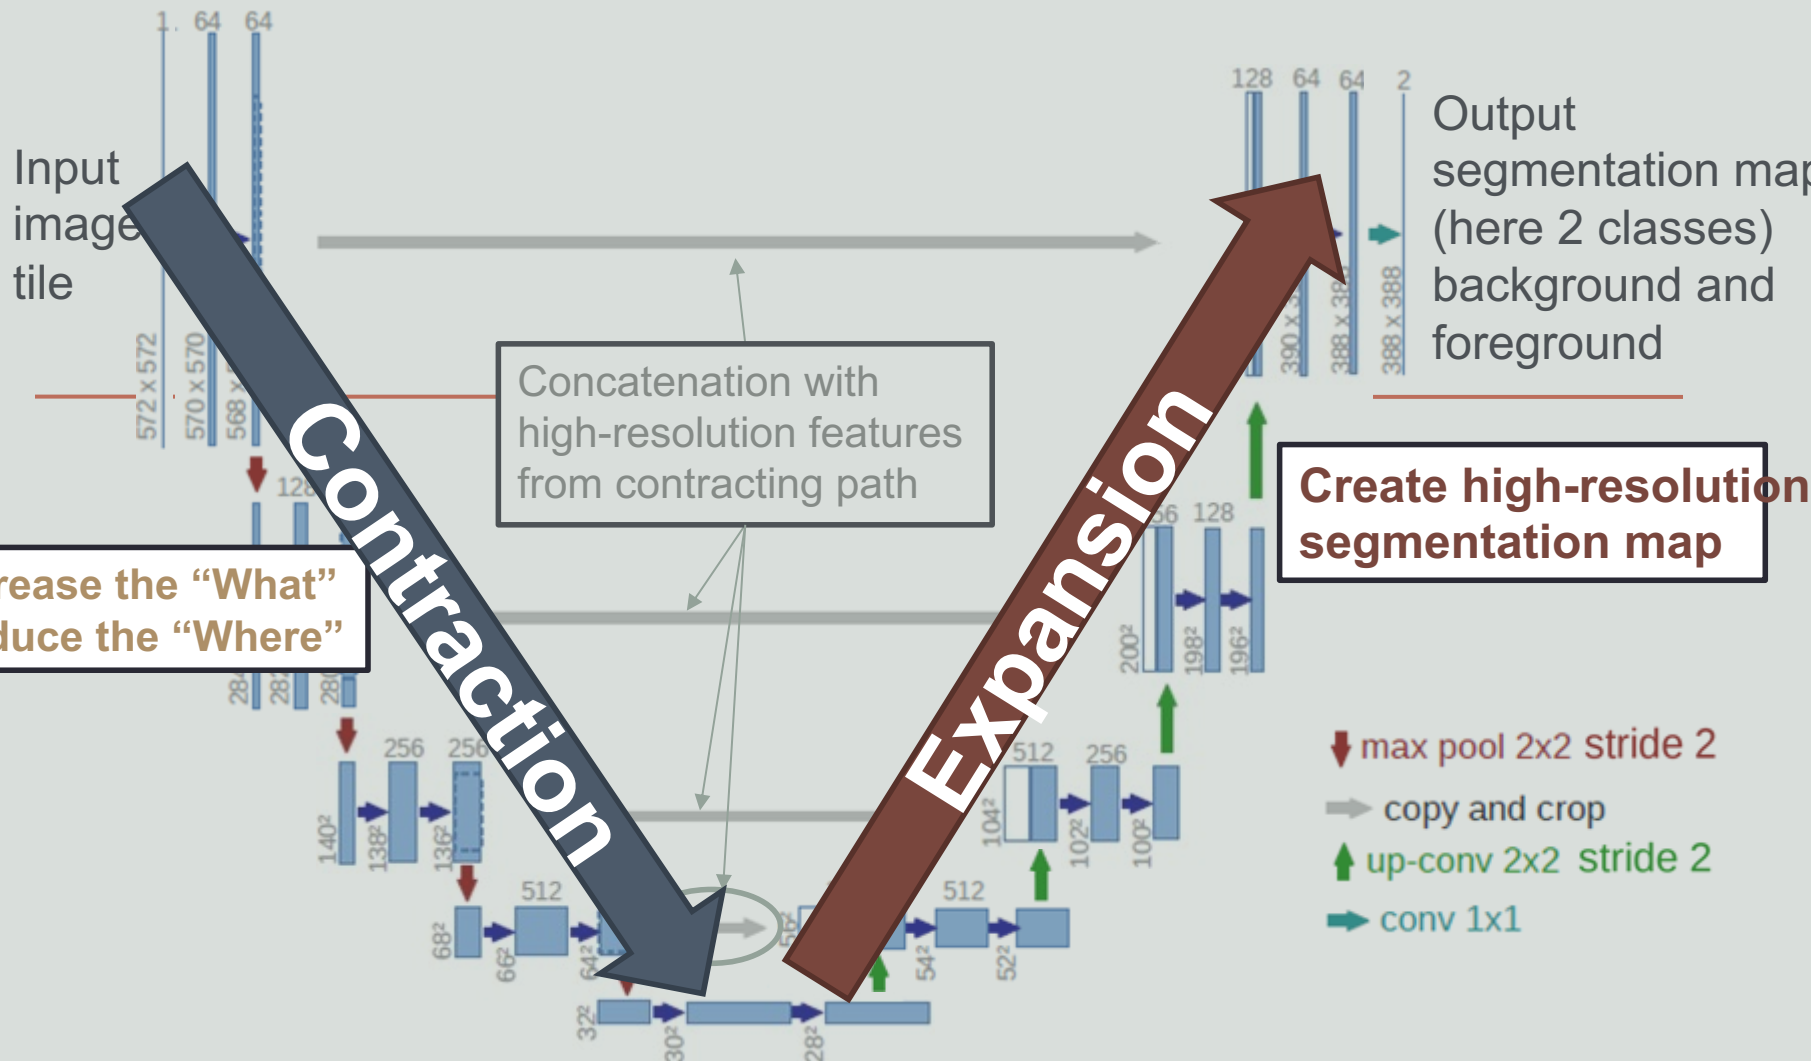 1 64 64
128 64 64 2
Input
image
tile
Output
segmentation map
(here 2 classes)
background and
foreground
572 x 572
570 x 570
568 x
390 x
388 x 388
388 x 388
Concatenation with
high-resolution features
from contracting path
Contraction
Expansion
Create high-resolution
segmentation map
128
128
the “What”
the “Where”
200²
198²
196²
256 256
512 256
140²
138²
136²
104²
102²
100²
max pool 2x2 stride 2
copy and crop
up-conv 2x2 stride 2
conv 1x1
512
512
68²
66²
64²
56²
54²
52²
32²
30²
28²